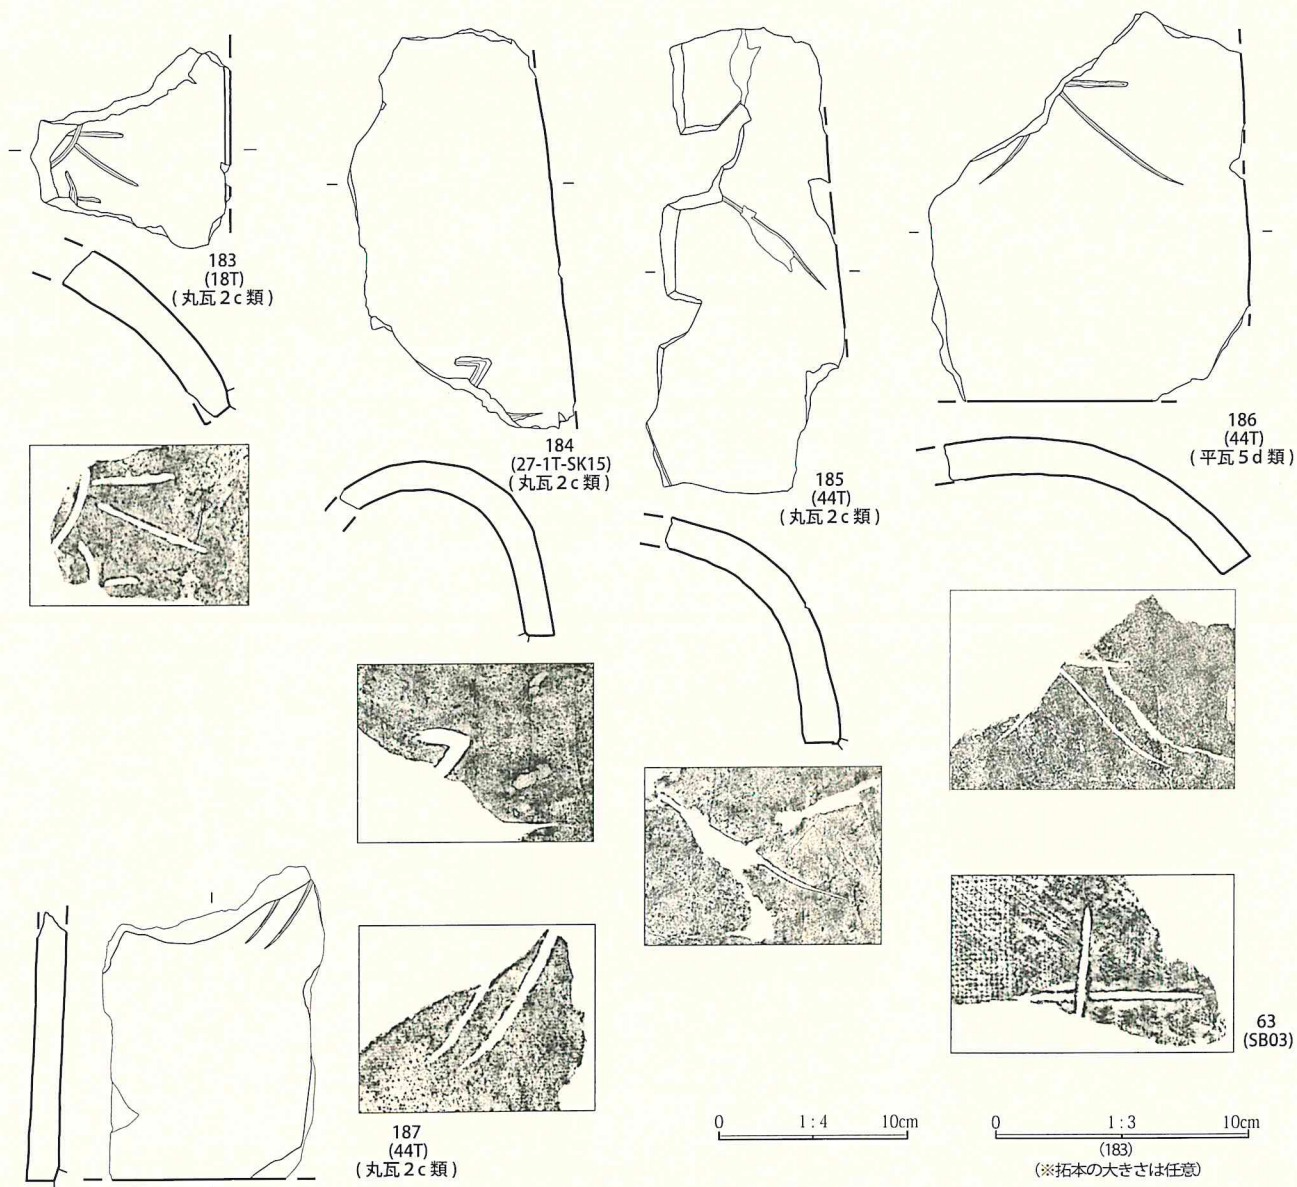 183
(18T)
(丸瓦2c類)
184
(27-1T-SK15)
(丸瓦2c類)
185
(44T)
(丸瓦2c類)
186
(44T)
(平瓦5d類)
187
(44T)
(丸瓦2c類)
63
(SB03)
0 1:4 10cm
0 1:3 10cm
(183)
(※拓本の大きさは任意)